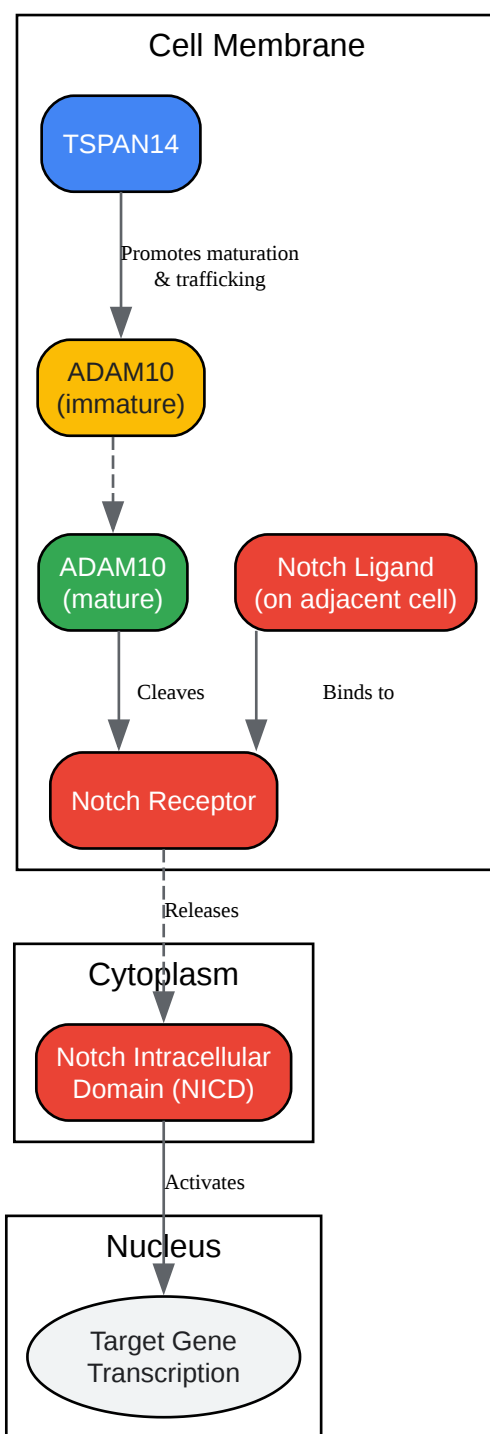 Cell Membrane
TSPAN14
Promotes maturation
& trafficking
ADAM10
(immature)
ADAM10
(mature)
Notch Ligand
(on adjacent cell)
Cleaves
Binds to
Notch Receptor
Releases
Cytoplasm
Notch Intracellular
Domain (NICD)
Activates
Nucleus
Target Gene
Transcription